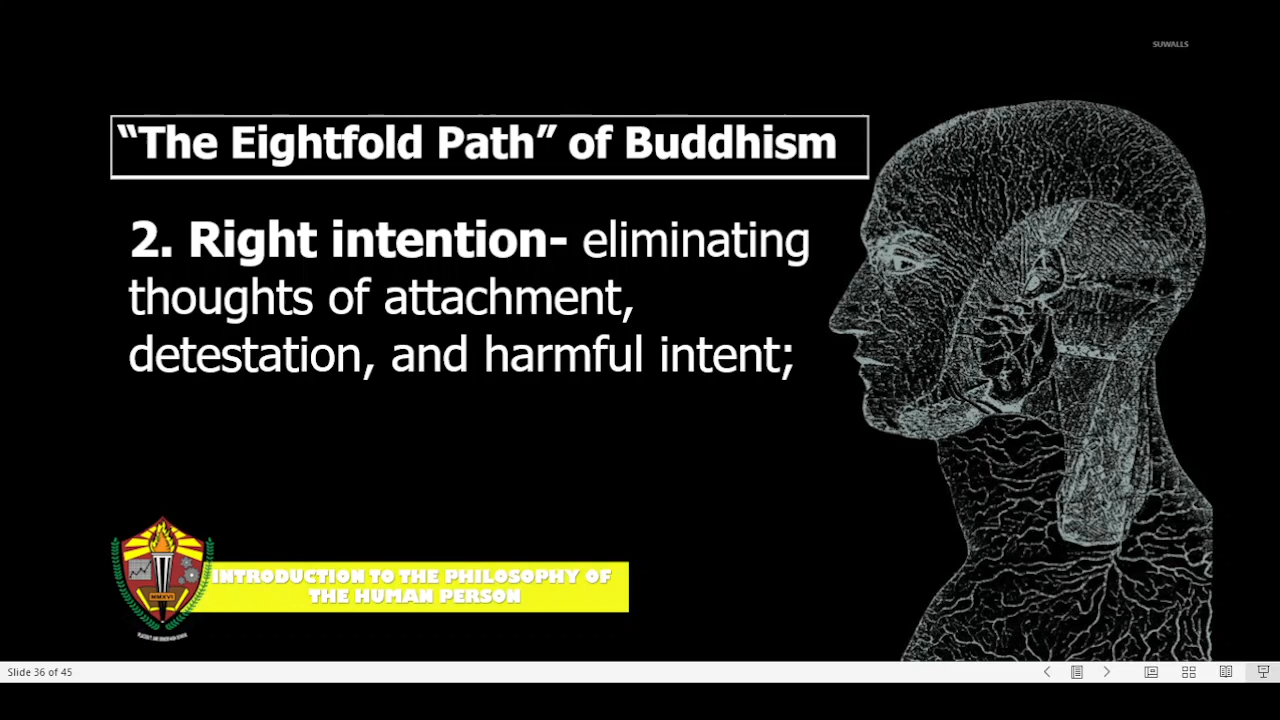 SUWALLS
“The Eightfold Path” of Buddhism
2. Right intention- eliminating
thoughts of attachment,
detestation, and harmful intent;
MMXVI
INTRODUCTION TO THE PHILOSOPHY OF
THE HUMAN PERSON
Slide 36 of 45